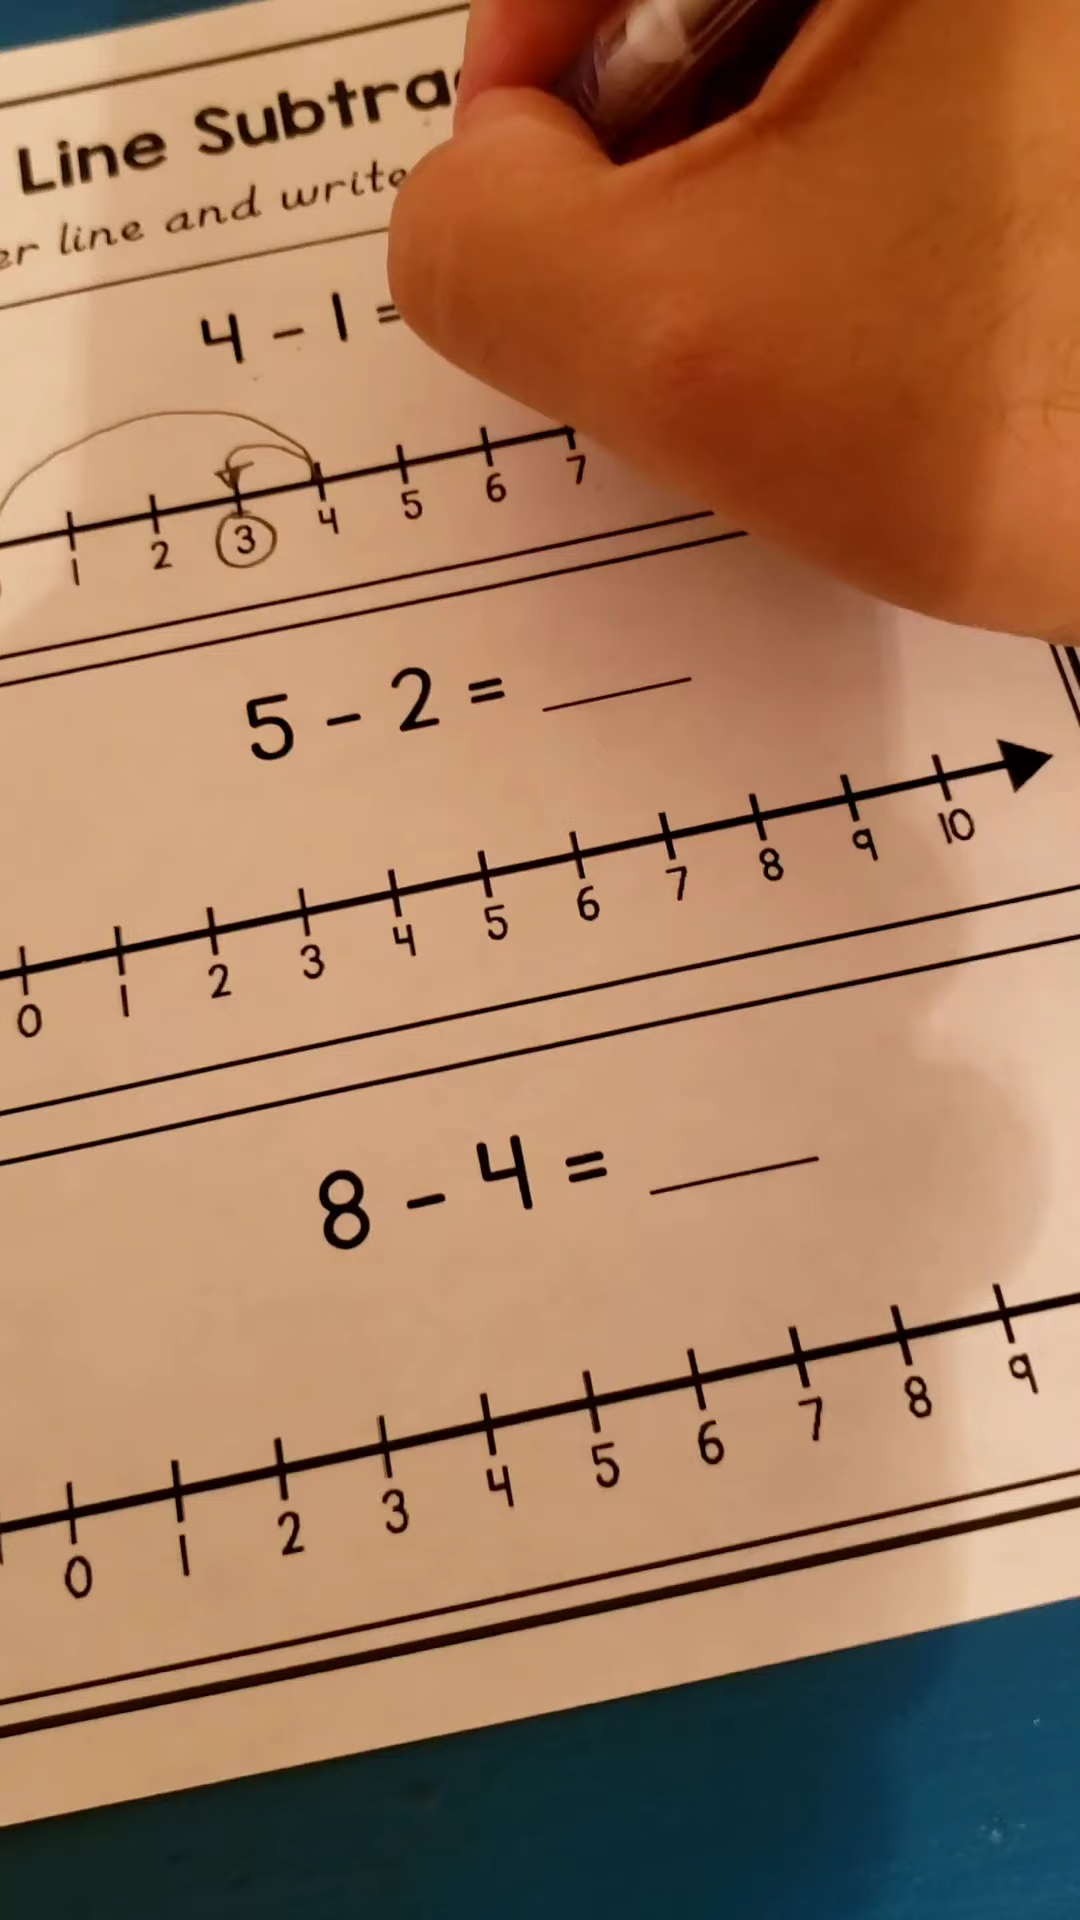 Line Subtra
er line and write
4 - 1 =
1 2 3 4 5 6 7
5 - 2 = ____
0 1 2 3 4 5 6 7 8 9 10
8 - 4 = ____
0 1 2 3 4 5 6 7 8 9